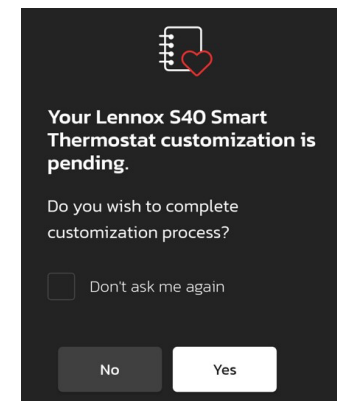 Your Lennox S40 Smart
Thermostat customization is
pending.
Do you wish to complete
customization process?
Don't ask me again
No
Yes